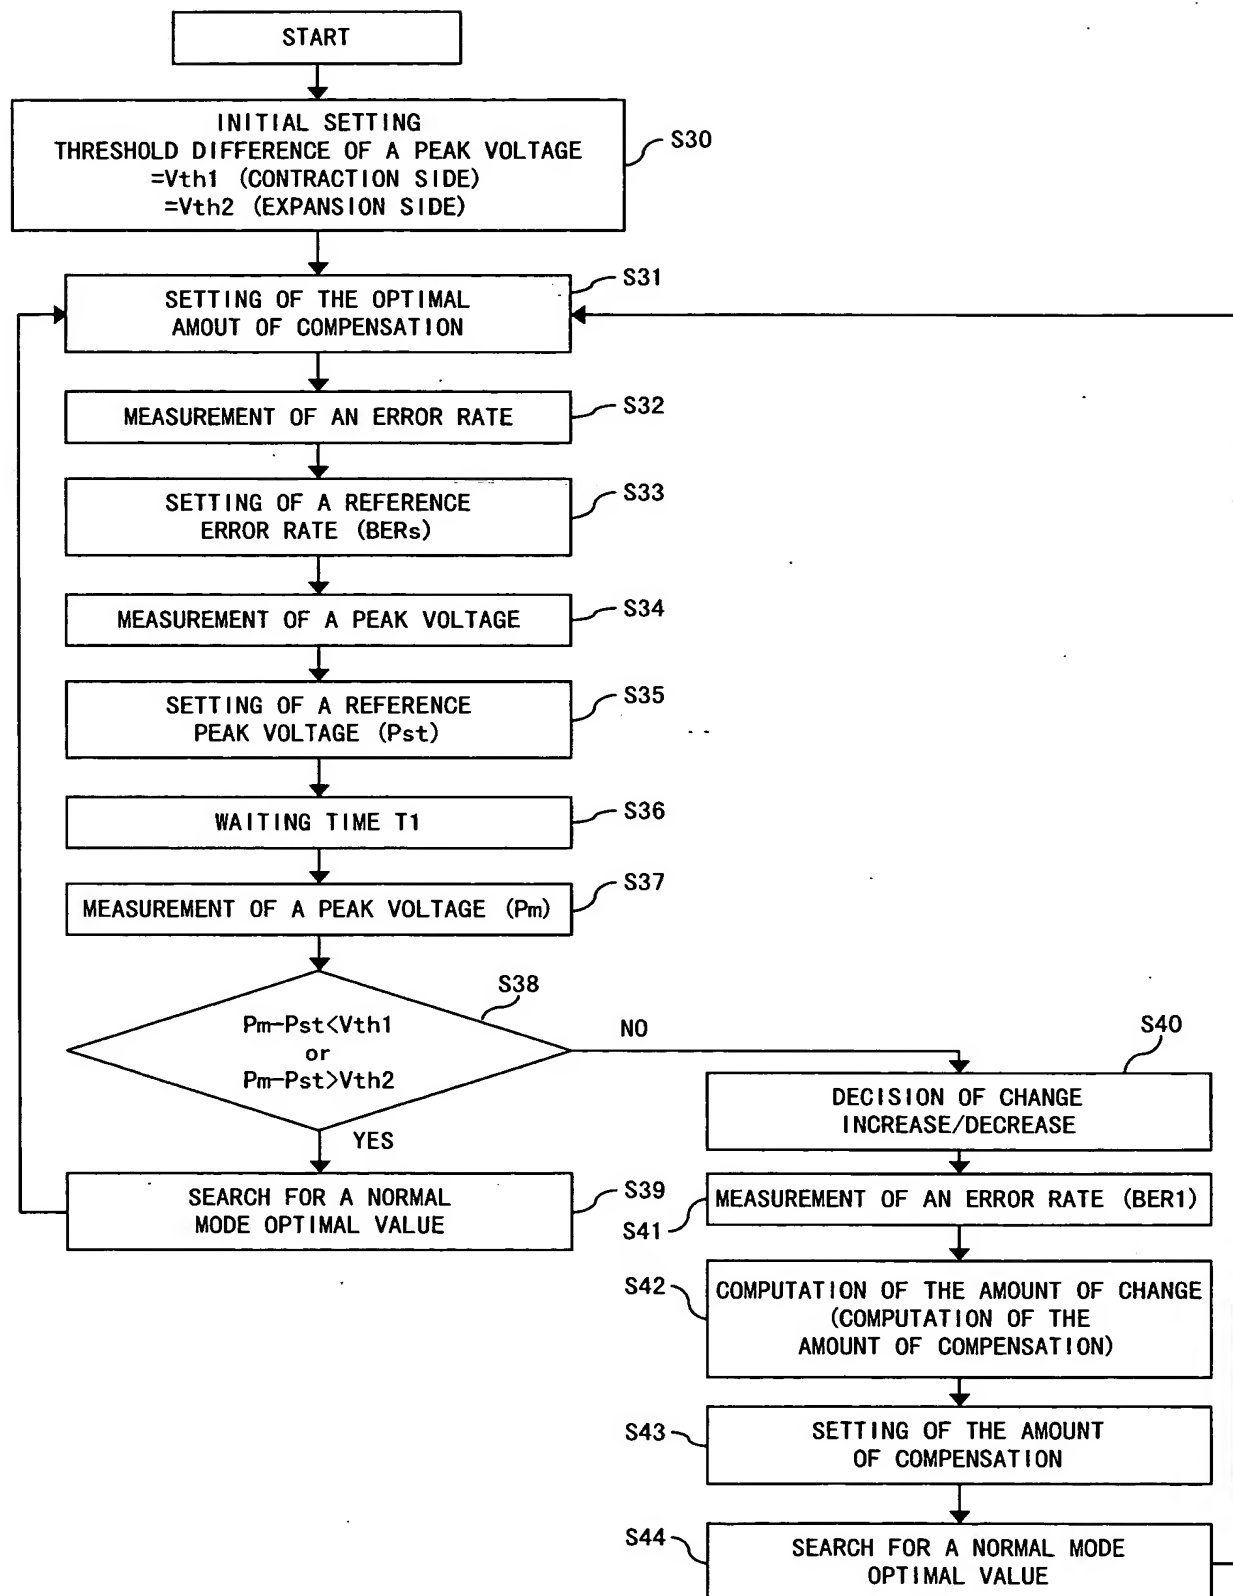 START
INITIAL SETTING
THRESHOLD DIFFERENCE OF A PEAK VOLTAGE
=Vth1 (CONTRACTION SIDE)
=Vth2 (EXPANSION SIDE)
S30
SETTING OF THE OPTIMAL
AMOUT OF COMPENSATION
S31
MEASUREMENT OF AN ERROR RATE
S32
SETTING OF A REFERENCE
ERROR RATE (BERs)
S33
MEASUREMENT OF A PEAK VOLTAGE
S34
SETTING OF A REFERENCE
PEAK VOLTAGE (Pst)
S35
WAITING TIME T1
S36
MEASUREMENT OF A PEAK VOLTAGE (Pm)
S37
Pm-Pst<Vth1
or
Pm-Pst>Vth2
S38
NO
YES
SEARCH FOR A NORMAL
MODE OPTIMAL VALUE
S39
S40
DECISION OF CHANGE
INCREASE/DECREASE
MEASUREMENT OF AN ERROR RATE (BER1)
S41
S42
COMPUTATION OF THE AMOUNT OF CHANGE
(COMPUTATION OF THE
AMOUNT OF COMPENSATION)
S43
SETTING OF THE AMOUNT
OF COMPENSATION
S44
SEARCH FOR A NORMAL MODE
OPTIMAL VALUE